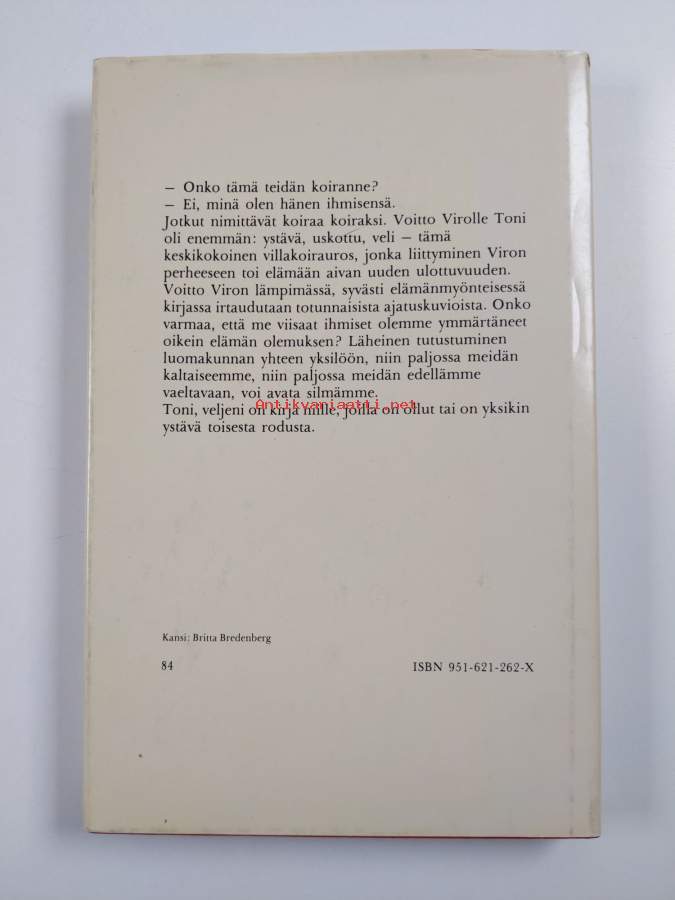 – Onko tämä teidän koiranne?
– Ei, minä olen hänen ihmisensä.
Jotkut nimittävät koiraa koiraksi. Voitto Virolle Toni
oli enemmän: ystävä, uskottu, veli – tämä
keskikokoinen villakoirauros, jonka liittyminen Viron
perheeseen toi elämään aivan uuden ulottuvuuden.
Voitto Viron lämpimässä, syvästi elämänmyönteisessä
kirjassa irtaudutaan totunnaisista ajatuskuvioista. Onko
varmaa, että me viisaat ihmiset olemme ymmärtäneet
oikein elämän olemuksen? Läheinen tutustuminen
luomakunnan yhteen yksilöön, niin paljossa meidän
kaltaiseemme, niin paljossa meidän edellämme
vaeltavaan, voi avata silmämme.
Antikvariaatti.net
Toni, veljeni on kirja niille, joilla on ollut tai on yksikin
ystävä toisesta rodusta.
Kansi: Britta Bredenberg
84
ISBN 951-621-262-X